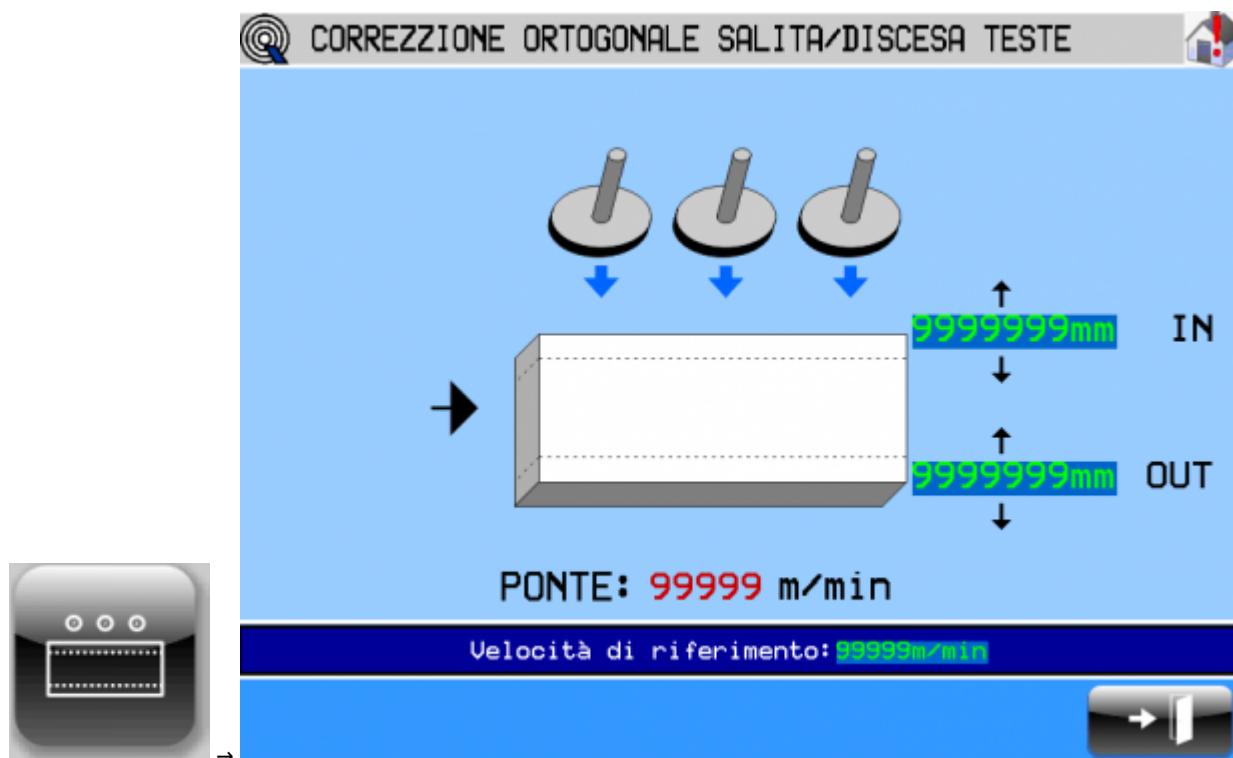 CORREZZIONE ORTOGONALE SALITA/DISCESA TESTE
9999999mm IN
9999999mm OUT
PONTE: 99999 m/min
Velocità di riferimento: 99999m/min